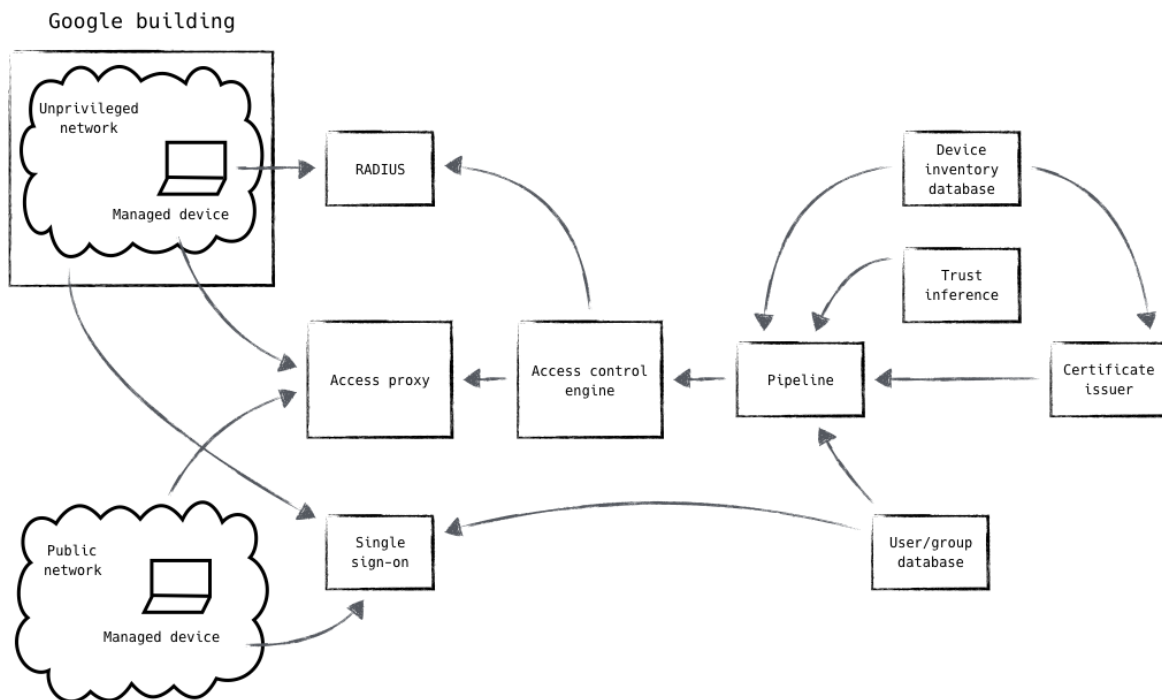 Google building
Unprivileged
network
Managed device
RADIUS
Device
inventory
database
Trust
inference
Access proxy
Access control
engine
Pipeline
Certificate
issuer
Public
network
Managed device
Single
sign-on
User/group
database